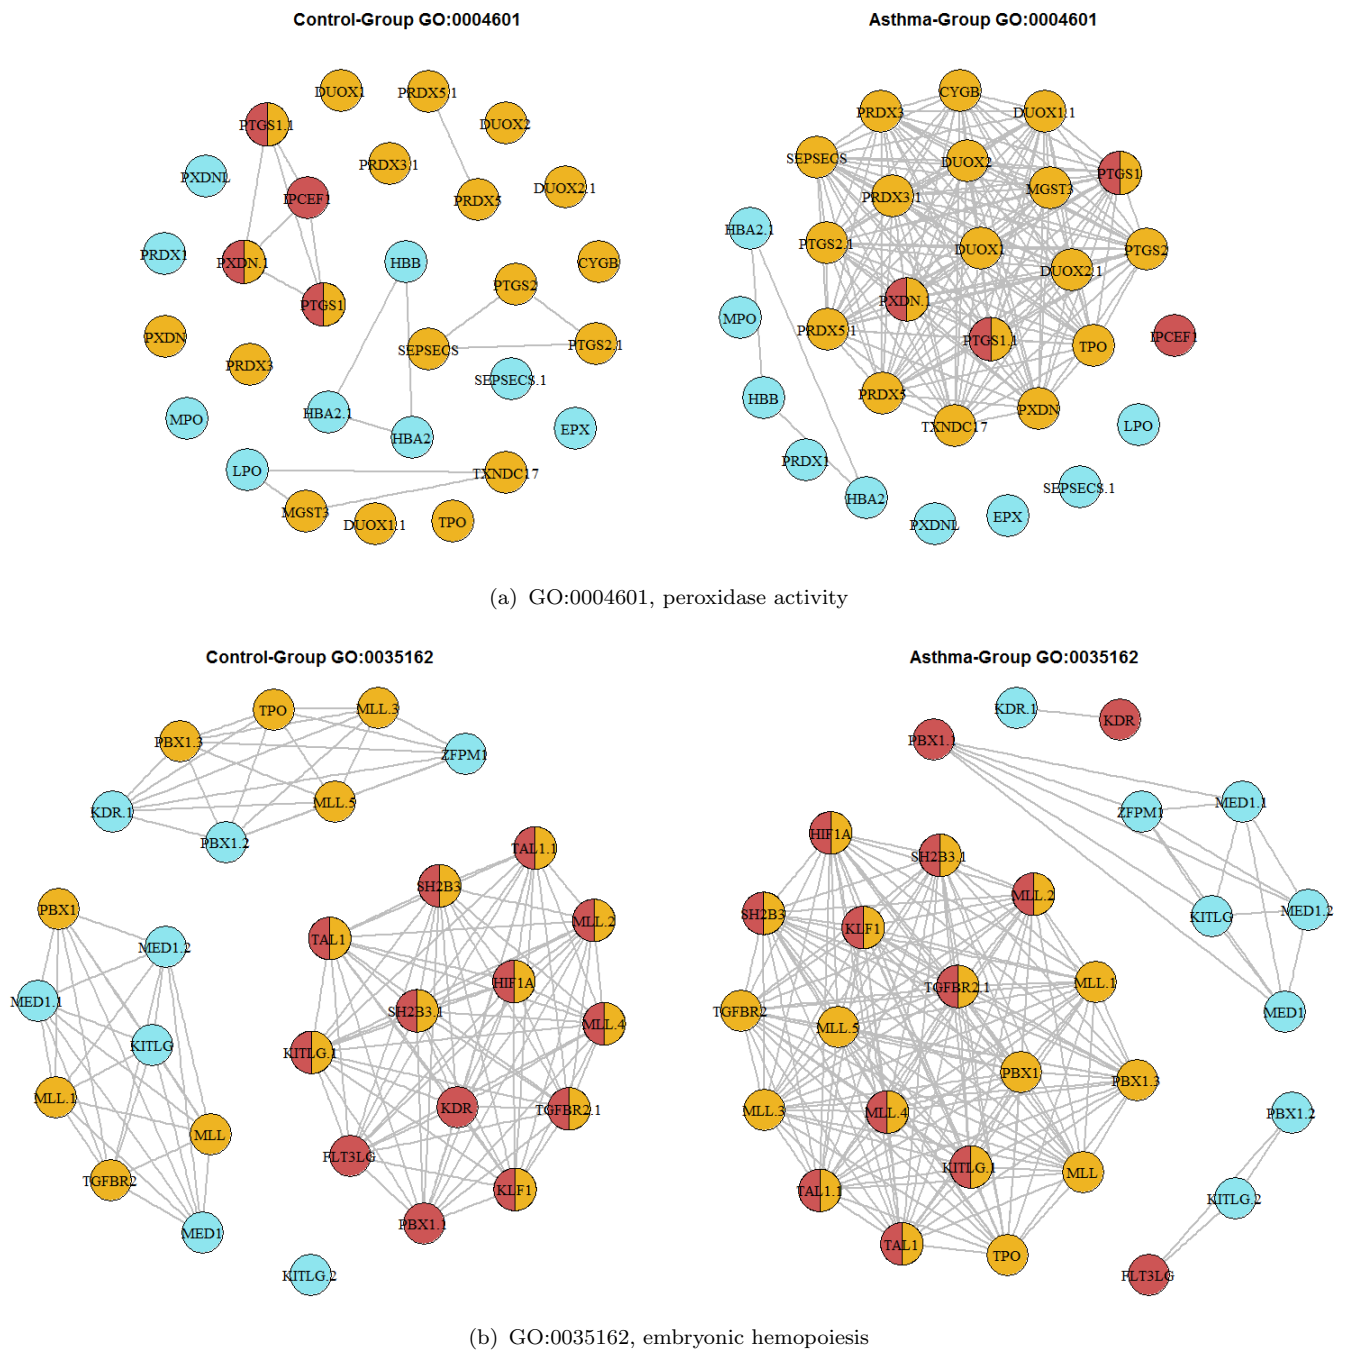 Control-Group GO:0004601
Asthma-Group GO:0004601
DUOX1
PRDX5.1
PTGS1.1
DUOX2
PRDX3.1
PXDNL
IPCEF1
PRDX5
DUOX2.1
PRDX1
PXDN.1
HBB
CYGB
PTGS2
PTGS1
PXDN
SEPSECS
PTGS2.1
PRDX3
SEPSECS.1
MPO
HBA2.1
HBA2
EPX
LPO
TXNDC17
MGST3
DUOX1.1
TPO
CYGB
PRDX3
DUOX1.1
SEPSECS
DUOX2
PTGS1
MGST3
PRDX3.1
HBA2.1
PTGS2.1
DUOX1
PTGS2
DUOX2.1
PXDN.1
MPO
PRDX5.1
PTGS1.1
TPO
IPCEF1
HBB
PRDX5
PXDN
TXNDC17
LPO
PRDX1
HBA2
SEPSECS.1
PXDNL
EPX
(a) GO:0004601, peroxidase activity
Control-Group GO:0035162
Asthma-Group GO:0035162
TPO
MLL.3
PBX1.3
ZFPM1
KDR.1
MLL.5
PBX1.2
TAL1.1
SH2B3
PBX1
MLL.2
TAL1
MED1.2
HIF1A
MED1.1
SH2B3.1
MLL.4
KITLG
KITLG.1
MLL.1
KDR
TGFBR2.1
MLL
FLT3LG
TGFBR2
KLF1
PBX1.1
MED1
KITLG.2
KDR.1
KDR
PBX1.1
MED1.1
ZFPM1
HIF1A
SH2B3.1
MLL.2
SH2B3
KITLG
MED1.2
KLF1
TGFBR2.1
MLL.1
TGFBR2
MED1
MLL.5
PBX1
PBX1.3
MLL.3
MLL.4
PBX1.2
KITLG.1
MLL
TAL1.1
KITLG.2
TAL1
TPO
FLT3LG
(b) GO:0035162, embryonic hemopoiesis